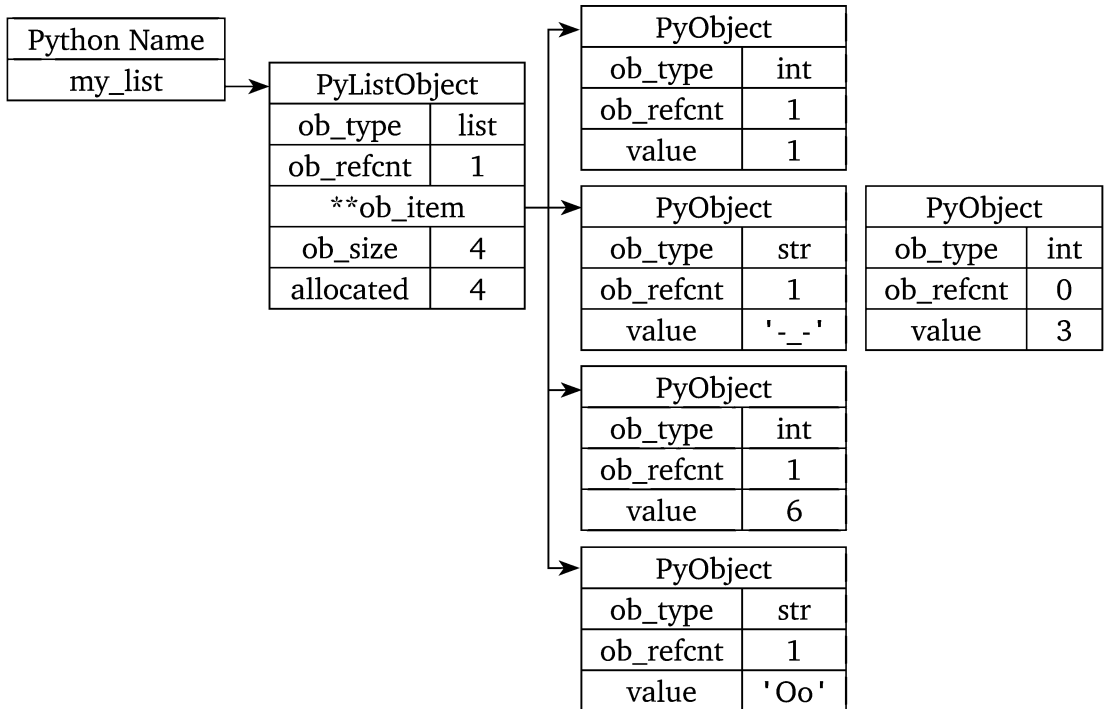 Python Name
my_list
PyListObject
ob_type list
ob_refcnt 1
**ob_item
ob_size 4
allocated 4
PyObject
ob_type int
ob_refcnt 1
value 1
PyObject
ob_type str
ob_refcnt 1
value '-_-'
PyObject
ob_type int
ob_refcnt 0
value 3
PyObject
ob_type int
ob_refcnt 1
value 6
PyObject
ob_type str
ob_refcnt 1
value 'Oo'